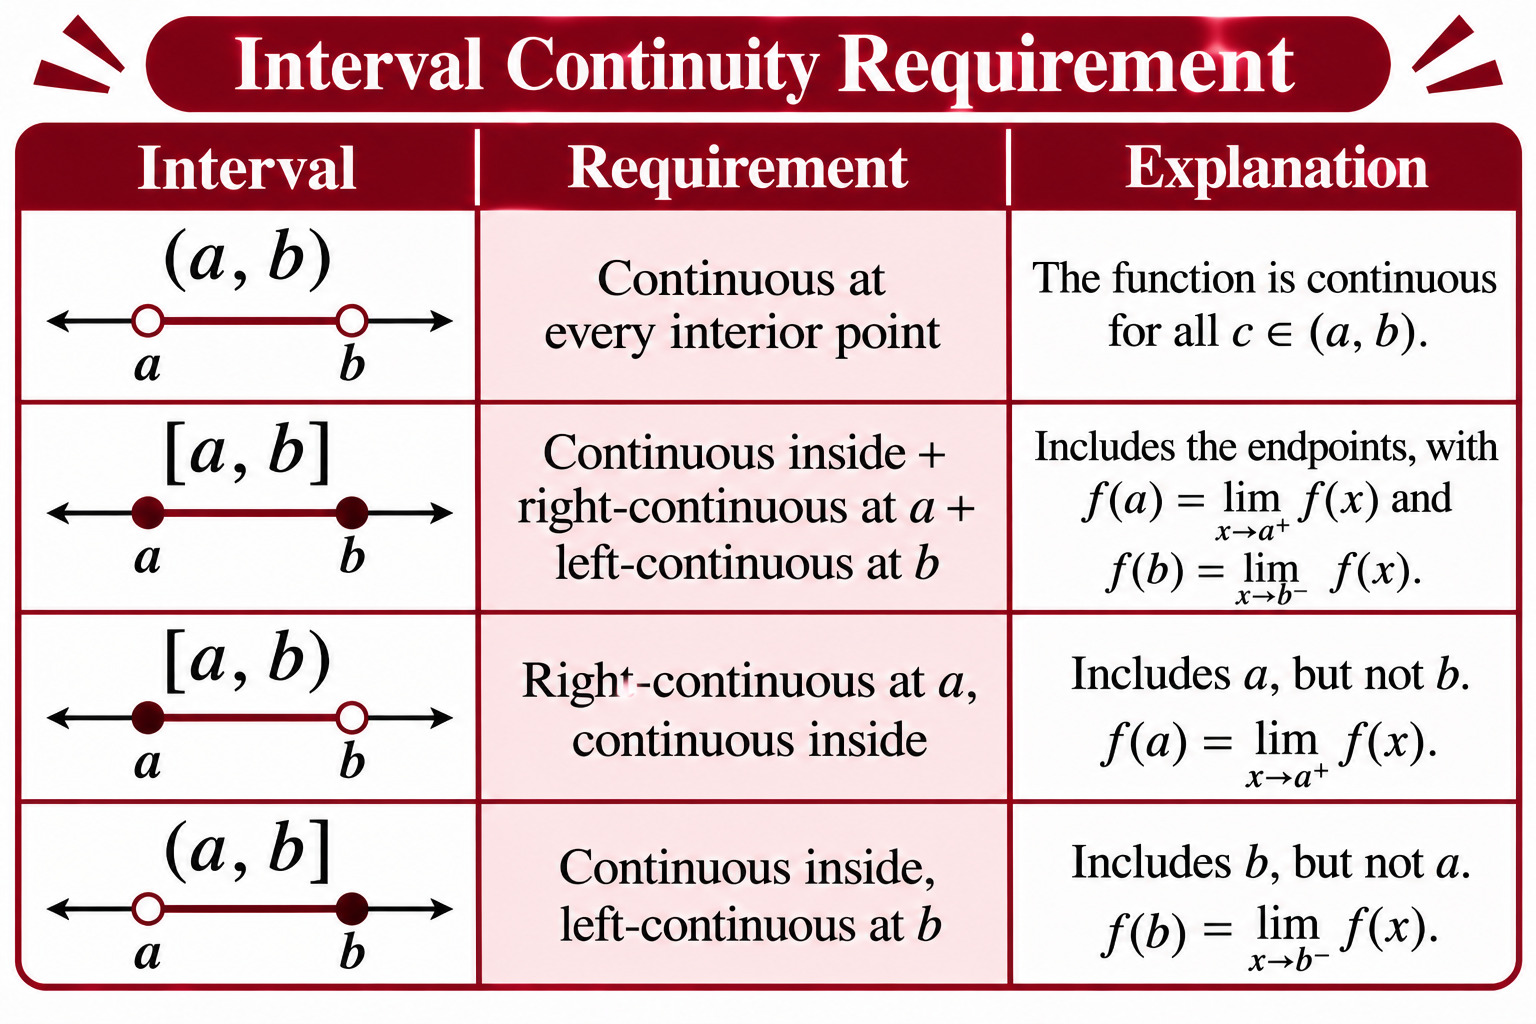 Interval Continuity Requirement
Interval
Requirement
Explanation
(a, b)
a b
Continuous at
every interior point
The function is continuous
for all c ∈ (a, b).
[a, b]
a b
Continuous inside +
right-continuous at a +
left-continuous at b
Includes the endpoints, with
f(a) = lim f(x) and
x→a⁺
f(b) = lim f(x).
x→b⁻
[a, b)
a b
Right-continuous at a,
continuous inside
Includes a, but not b.
f(a) = lim f(x).
x→a⁺
(a, b]
a b
Continuous inside,
left-continuous at b
Includes b, but not a.
f(b) = lim f(x).
x→b⁻